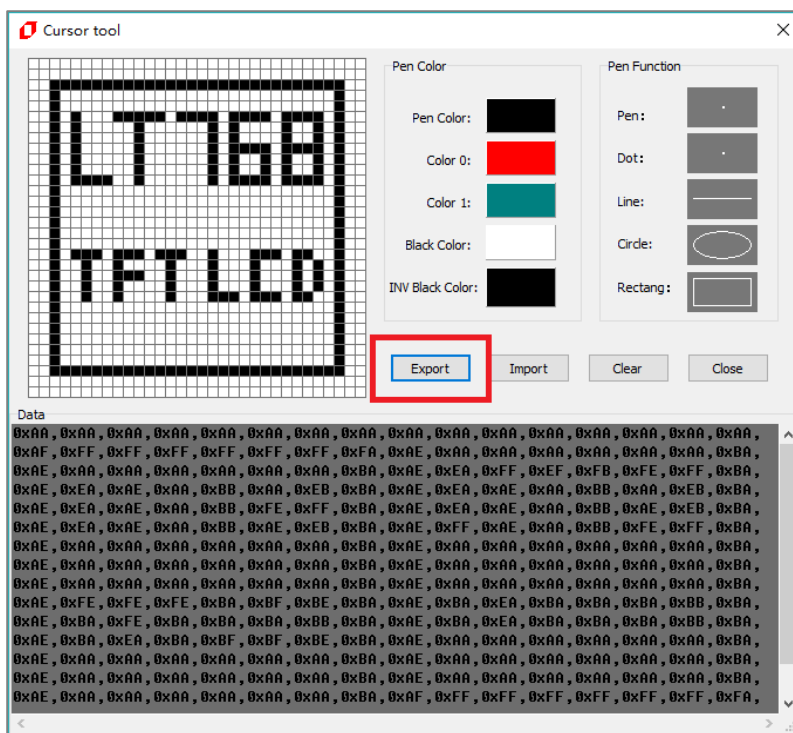 Cursor tool
LT768
TFT LCD
Pen Color
Pen Color:
Color 0:
Color 1:
Black Color:
INV Black Color:
Pen Function
Pen:
Dot:
Line:
Circle:
Rectang:
Export
Import
Clear
Close
Data
0xAA,0xAA,0xAA,0xAA,0xAA,0xAA,0xAA,0xAA,0xAA,0xAA,0xAA,0xAA,0xAA,0xAA,0xAA,0xAA,
0xAF,0xFF,0xFF,0xFF,0xFF,0xFF,0xFF,0xFA,0xAE,0xAA,0xAA,0xAA,0xAA,0xAA,0xAA,0xBA,
0xAE,0xAA,0xAA,0xAA,0xAA,0xAA,0xAA,0xBA,0xAE,0xEA,0xFF,0xEF,0xFB,0xFE,0xFF,0xBA,
0xAE,0xEA,0xAE,0xAA,0xBB,0xAA,0xEB,0xBA,0xAE,0xEA,0xAE,0xAA,0xBB,0xAA,0xEB,0xBA,
0xAE,0xEA,0xAE,0xAA,0xBB,0xFE,0xFF,0xBA,0xAE,0xEA,0xAE,0xAA,0xBB,0xAE,0xEB,0xBA,
0xAE,0xEA,0xAE,0xAA,0xBB,0xAE,0xEB,0xBA,0xAE,0xFF,0xAE,0xAA,0xBB,0xFE,0xFF,0xBA,
0xAE,0xAA,0xAA,0xAA,0xAA,0xAA,0xAA,0xBA,0xAE,0xAA,0xAA,0xAA,0xAA,0xAA,0xAA,0xBA,
0xAE,0xAA,0xAA,0xAA,0xAA,0xAA,0xAA,0xBA,0xAE,0xAA,0xAA,0xAA,0xAA,0xAA,0xAA,0xBA,
0xAE,0xAA,0xAA,0xAA,0xAA,0xAA,0xAA,0xBA,0xAE,0xAA,0xAA,0xAA,0xAA,0xAA,0xAA,0xBA,
0xAE,0xFE,0xFE,0xFE,0xBA,0xBF,0xBE,0xBA,0xAE,0xBA,0xEA,0xBA,0xBA,0xBA,0xBB,0xBA,
0xAE,0xBA,0xFE,0xBA,0xBA,0xBA,0xBB,0xBA,0xAE,0xBA,0xEA,0xBA,0xBA,0xBA,0xBB,0xBA,
0xAE,0xBA,0xEA,0xBA,0xBF,0xBF,0xBE,0xBA,0xAE,0xAA,0xAA,0xAA,0xAA,0xAA,0xAA,0xBA,
0xAE,0xAA,0xAA,0xAA,0xAA,0xAA,0xAA,0xBA,0xAE,0xAA,0xAA,0xAA,0xAA,0xAA,0xAA,0xBA,
0xAE,0xAA,0xAA,0xAA,0xAA,0xAA,0xAA,0xBA,0xAE,0xAA,0xAA,0xAA,0xAA,0xAA,0xAA,0xBA,
0xAE,0xAA,0xAA,0xAA,0xAA,0xAA,0xAA,0xBA,0xAF,0xFF,0xFF,0xFF,0xFF,0xFF,0xFF,0xFA,